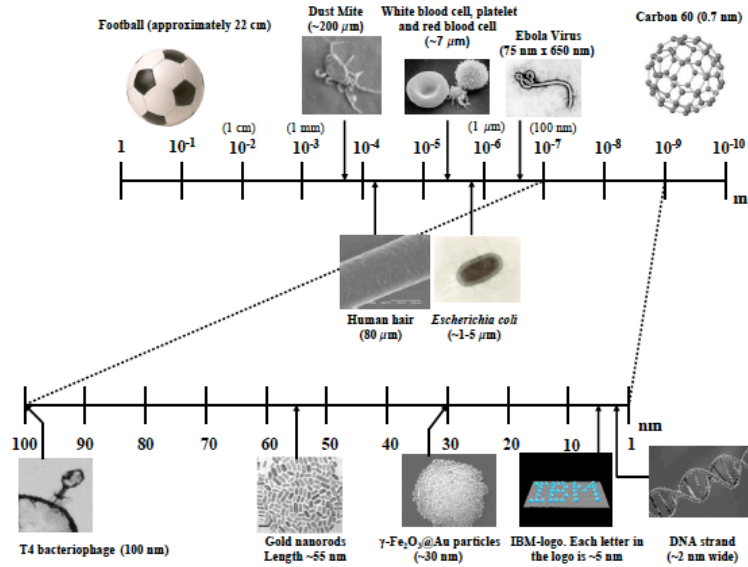 Football (approximately 22 cm)
Dust Mite
(~200 μm)
White blood cell, platelet
and red blood cell
(~7 μm)
Ebola Virus
(75 nm x 650 nm)
Carbon 60 (0.7 nm)
(1 cm)
(1 mm)
(1 μm)
(100 nm)
1 10⁻¹ 10⁻² 10⁻³ 10⁻⁴ 10⁻⁵ 10⁻⁶ 10⁻⁷ 10⁻⁸ 10⁻⁹ 10⁻¹⁰
m
Human hair
(80 μm)
Escherichia coli
(~1-5 μm)
nm
100 90 80 70 60 50 40 30 20 10 1
IBM
T4 bacteriophage (100 nm)
Gold nanorods
Length ~55 nm
γ-Fe₂O₃@Au particles
(~30 nm)
IBM-logo. Each letter in
the logo is ~5 nm
DNA strand
(~2 nm wide)